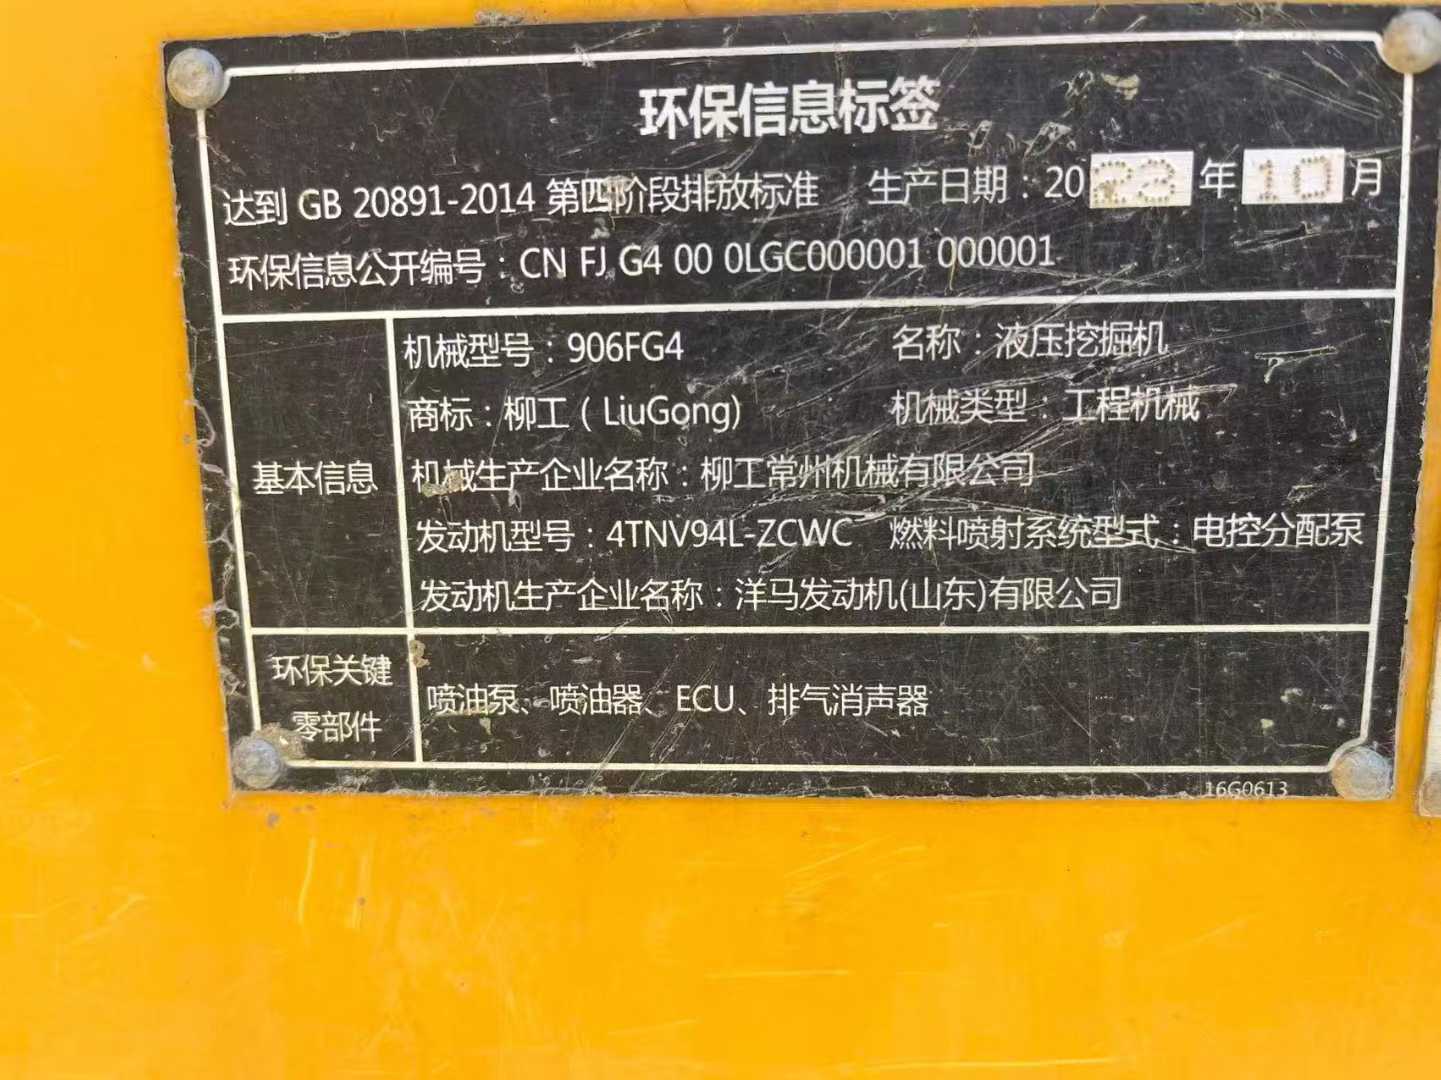 环保信息标签
达到 GB 20891-2014 第四阶段排放标准 生产日期：2023年10月
环保信息公开编号：CN FJ G4 00 0LGC000001 000001
基本信息
机械型号：906FG4 名称：液压挖掘机
商标：柳工（LiuGong） 机械类型：工程机械
机械生产企业名称：柳工常州机械有限公司
发动机型号：4TNV94L-ZCWC 燃料喷射系统型式：电控分配泵
发动机生产企业名称：洋马发动机(山东)有限公司
环保关键
零部件
喷油泵、喷油器、ECU、排气消声器
16G0613